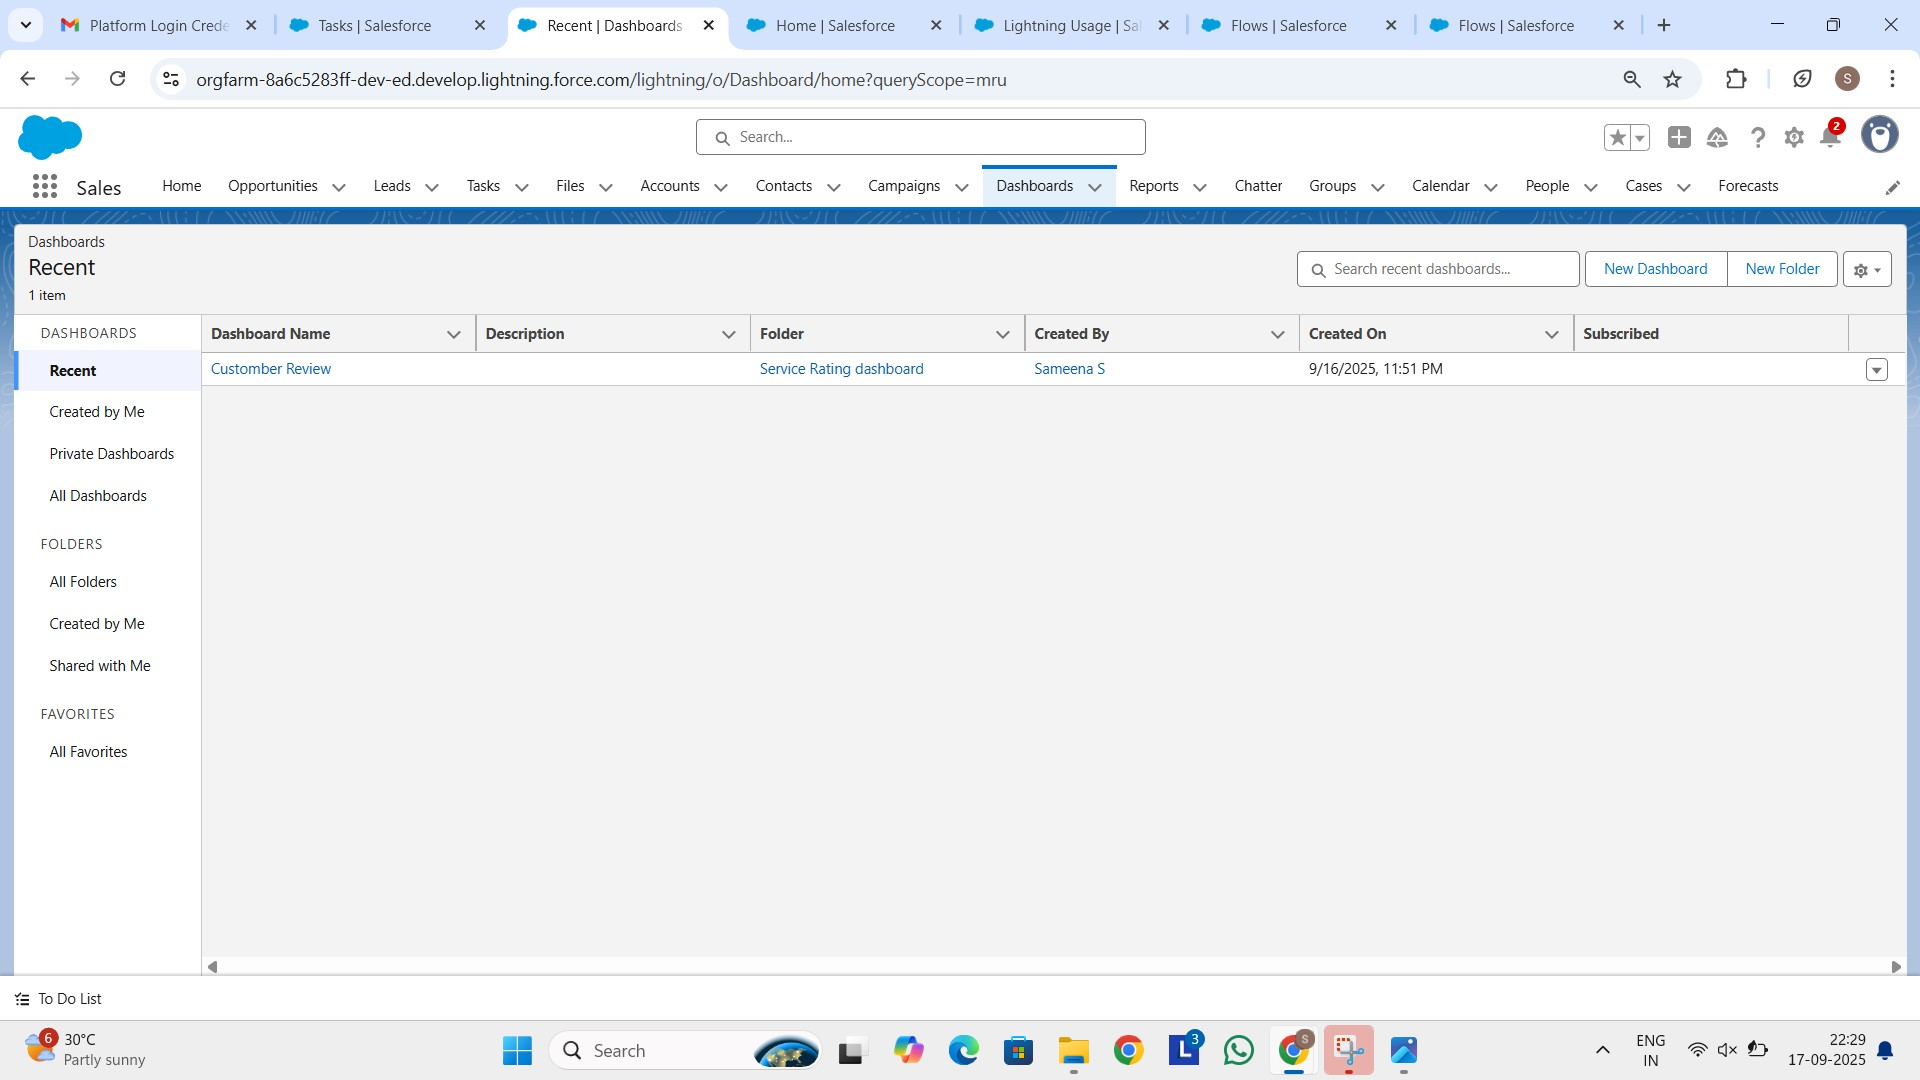 Platform Login Crede
Tasks | Salesforce
Recent | Dashboards
Home | Salesforce
Lightning Usage | Sal
Flows | Salesforce
Flows | Salesforce
orgfarm-8a6c5283ff-dev-ed.develop.lightning.force.com/lightning/o/Dashboard/home?queryScope=mru
S
Search...
2
Sales
Home
Opportunities
Leads
Tasks
Files
Accounts
Contacts
Campaigns
Dashboards
Reports
Chatter
Groups
Calendar
People
Cases
Forecasts
Dashboards
Recent
1 item
Search recent dashboards...
New Dashboard
New Folder
DASHBOARDS
Recent
Created by Me
Private Dashboards
All Dashboards
FOLDERS
All Folders
Created by Me
Shared with Me
FAVORITES
All Favorites
Dashboard Name
Description
Folder
Created By
Created On
Subscribed
Customber Review
Service Rating dashboard
Sameena S
9/16/2025, 11:51 PM
To Do List
6
30°C
Partly sunny
Search
L
3
S
ENG
IN
22:29
17-09-2025